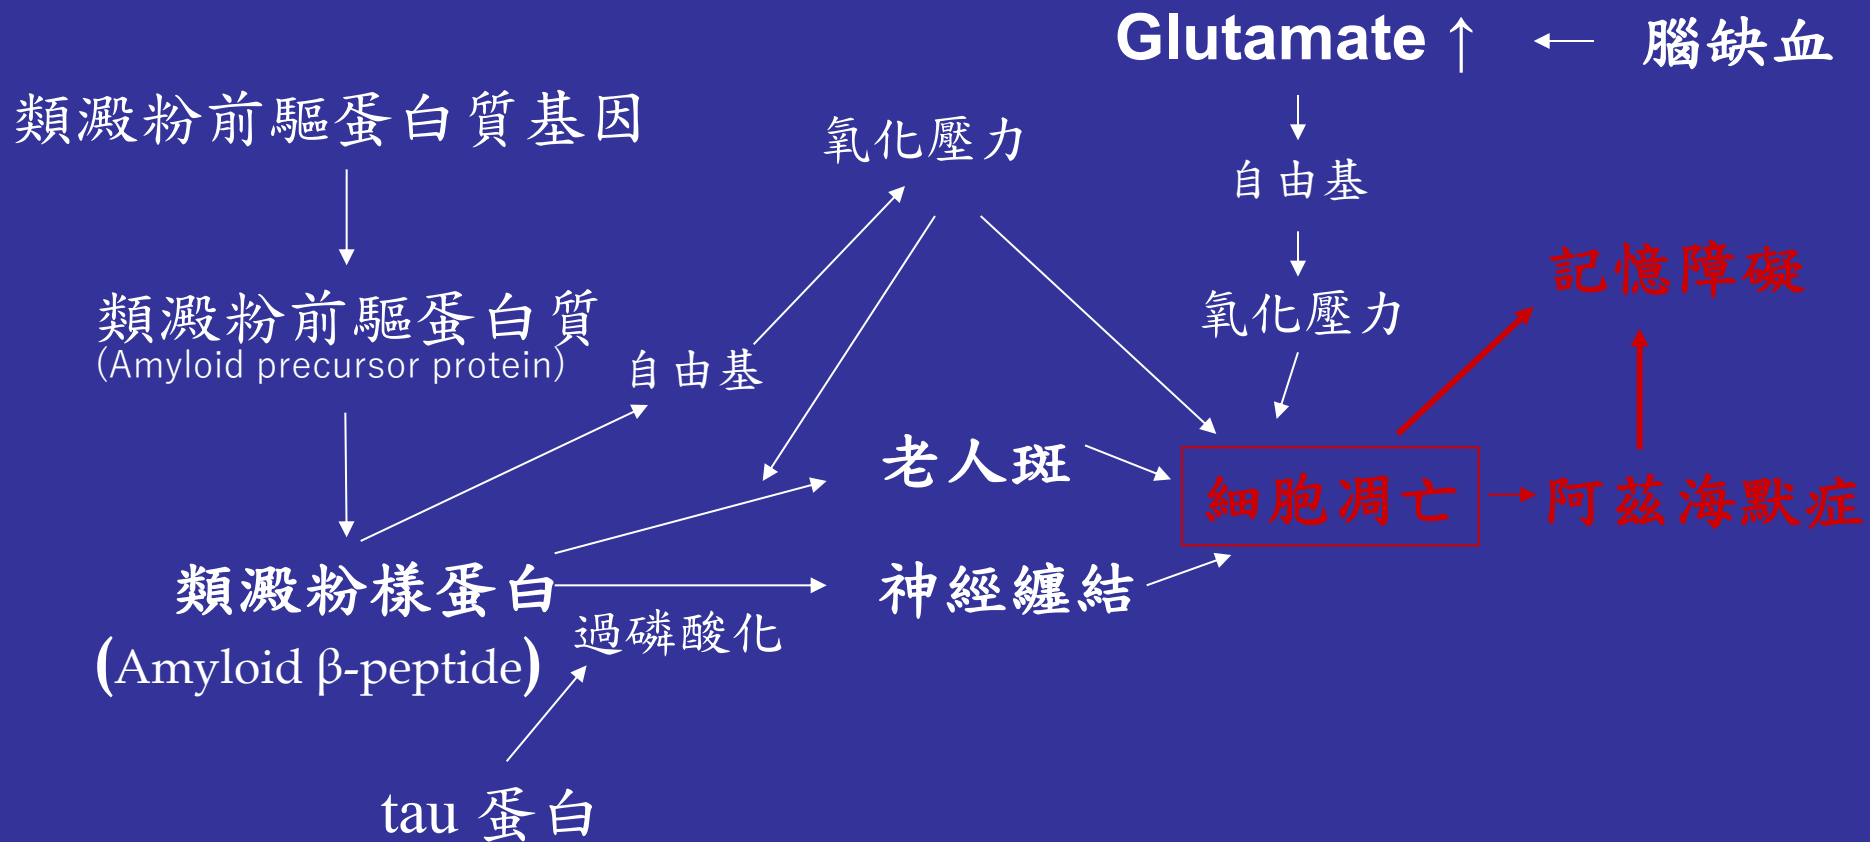 Glutamate ↑
腦缺血
類澱粉前驅蛋白質基因
氧化壓力
自由基
類澱粉前驅蛋白質
(Amyloid precursor protein)
自由基
氧化壓力
記憶障礙
老人斑
細胞凋亡
阿茲海默症
類澱粉樣蛋白
(Amyloid β-peptide)
神經纏結
過磷酸化
tau 蛋白